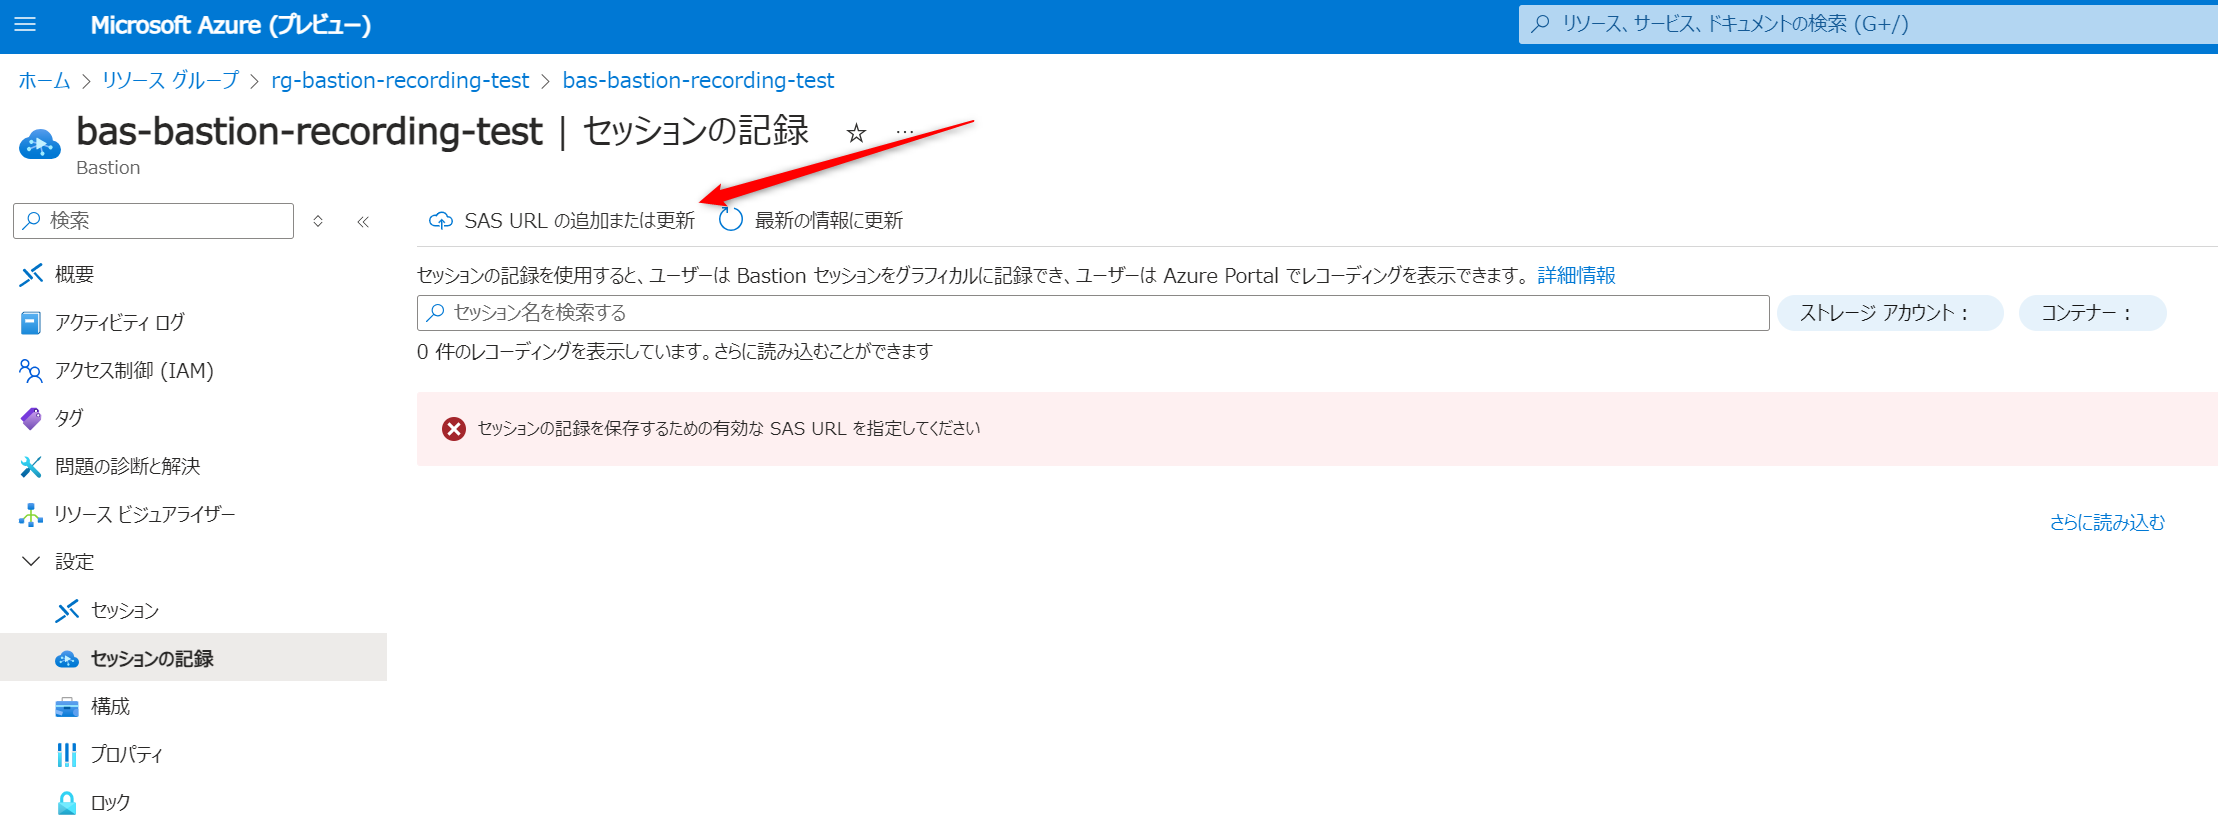 Microsoft Azure (プレビュー)
リソース、サービス、ドキュメントの検索 (G+/)
ホーム > リソース グループ > rg-bastion-recording-test > bas-bastion-recording-test
bas-bastion-recording-test | セッションの記録 ☆ …
Bastion
検索
SAS URL の追加または更新 最新の情報に更新
概要
アクティビティ ログ
アクセス制御 (IAM)
タグ
問題の診断と解決
リソース ビジュアライザー
設定
セッション
セッションの記録
構成
プロパティ
ロック
セッションの記録を使用すると、ユーザーは Bastion セッションをグラフィカルに記録でき、ユーザーは Azure Portal でレコーディングを表示できます。 詳細情報
セッション名を検索する
ストレージ アカウント :
コンテナー :
0 件のレコーディングを表示しています。さらに読み込むことができます
セッションの記録を保存するための有効な SAS URL を指定してください
さらに読み込む